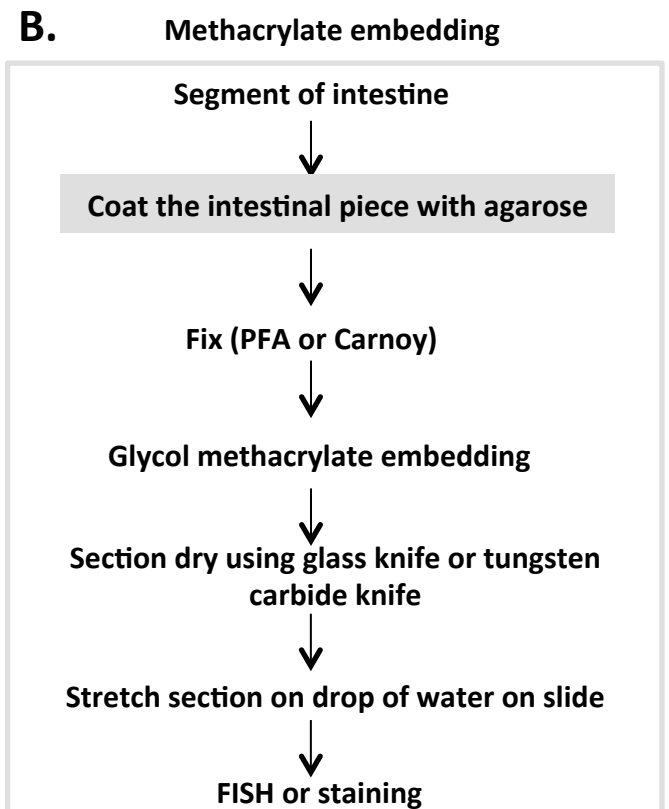 B. Methacrylate embedding
Segment of intestine
Coat the intestinal piece with agarose
Fix (PFA or Carnoy)
Glycol methacrylate embedding
Section dry using glass knife or tungsten
carbide knife
Stretch section on drop of water on slide
FISH or staining